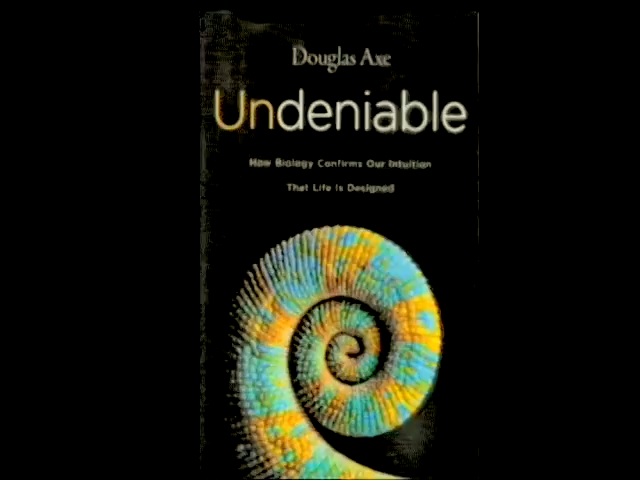 Douglas Axe
Undeniable
How Biology Confirms Our Intuition
That Life Is Designed